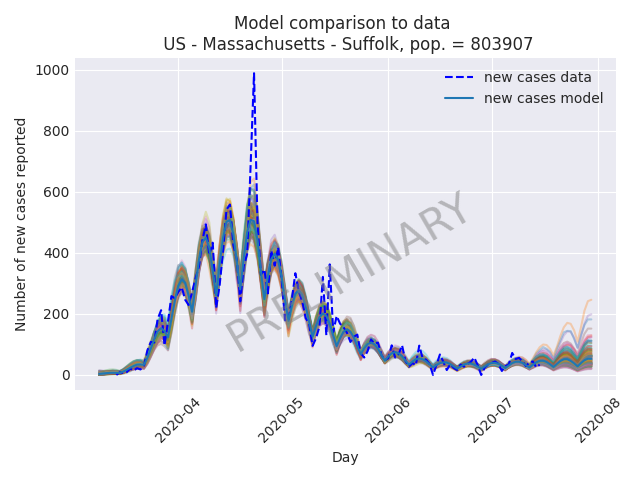 Model comparison to data
US - Massachusetts - Suffolk, pop. = 803907
new cases data
new cases model
Number of new cases reported
1000
800
600
400
200
0
PRELIMINARY
2020-04
2020-05
2020-06
2020-07
2020-08
Day